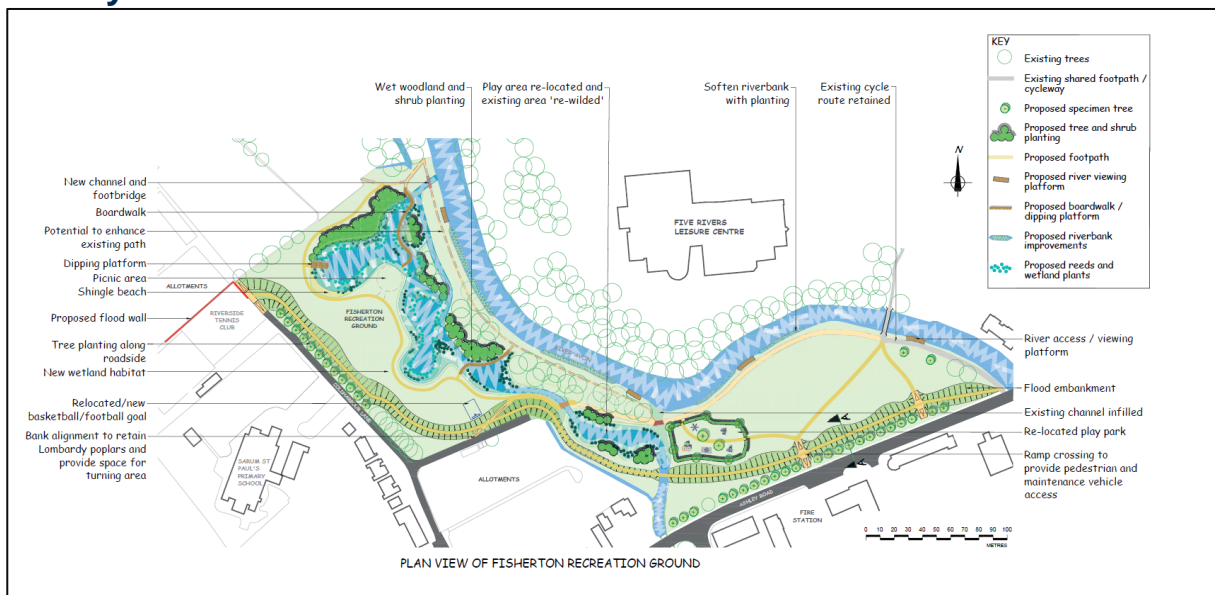 Wet woodland and
shrub planting
Play area re-located and
existing area 're-wilded'
Soften riverbank
with planting
Existing cycle
route retained
KEY
Existing trees
Existing shared footpath /
cycleway
Proposed specimen tree
Proposed tree and shrub
planting
Proposed footpath
Proposed river viewing
platform
Proposed boardwalk /
dipping platform
Proposed riverbank
improvements
Proposed reeds and
wetland plants
N
New channel and
footbridge
Boardwalk
Potential to enhance
existing path
Dipping platform
Picnic area
Shingle beach
Proposed flood wall
Tree planting along
roadside
New wetland habitat
Relocated/new
basketball/football goal
Bank alignment to retain
Lombardy poplars and
provide space for
turning area
ALLOTMENTS
RIVERSIDE
TENNIS
CLUB
FISHERTON
RECREATION
GROUND
SARUM ST
PAUL'S
PRIMARY
SCHOOL
FIVE RIVERS
LEISURE CENTRE
RIVER AVON
ALLOTMENTS
ASHLEY ROAD
FIRE
STATION
A
A
River access / viewing
platform
Flood embankment
Existing channel infilled
Re-located play park
Ramp crossing to
provide pedestrian and
maintenance vehicle
access
0 10 20 30 40 50 60 70 80 90 100
METRES
PLAN VIEW OF FISHERTON RECREATION GROUND